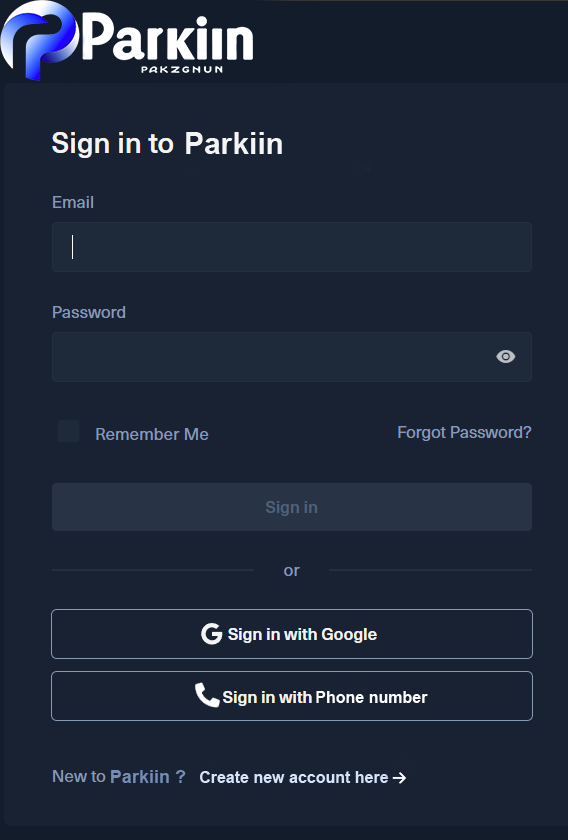 Parkiin
PAKZGNUN
Sign in to Parkiin
Email
Password
Remember Me
Forgot Password?
Sign in
or
Sign in with Google
Sign in with Phone number
New to Parkiin ? Create new account here →